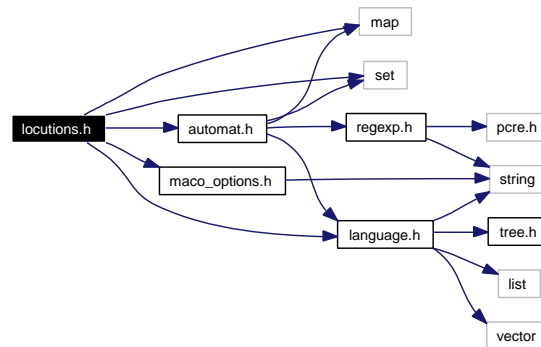 map
set
locutions.h
automat.h
regexp.h
pcre.h
maco_options.h
string
language.h
tree.h
list
vector